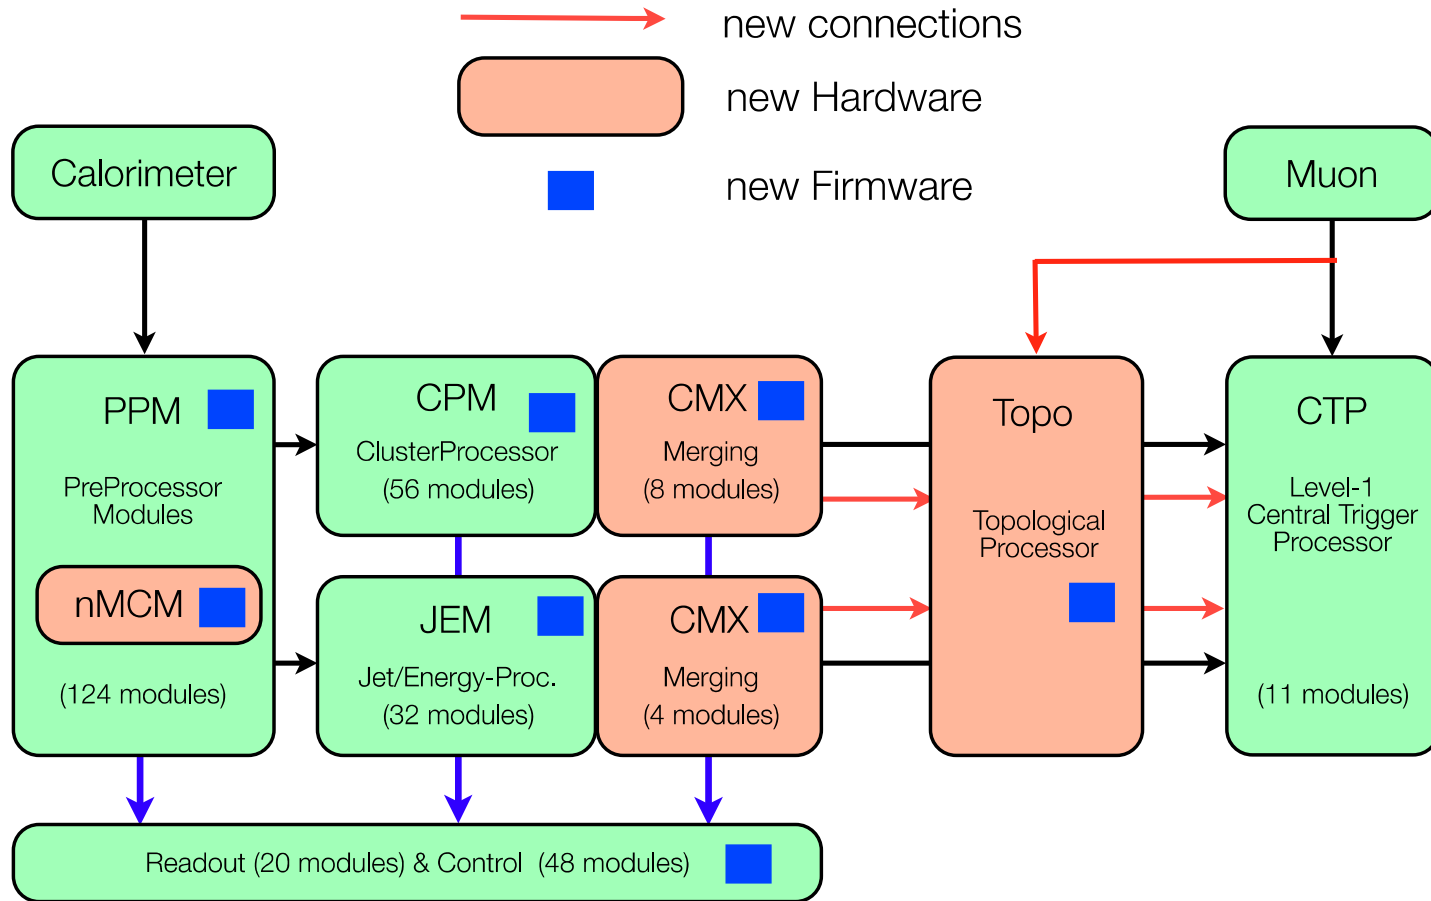 new connections
new Hardware
new Firmware
Calorimeter
Muon
PPM
PreProcessor
Modules
nMCM
(124 modules)
CPM
ClusterProcessor
(56 modules)
CMX
Merging
(8 modules)
JEM
Jet/Energy-Proc.
(32 modules)
CMX
Merging
(4 modules)
Topo
Topological
Processor
CTP
Level-1
Central Trigger
Processor
(11 modules)
Readout (20 modules) & Control (48 modules)